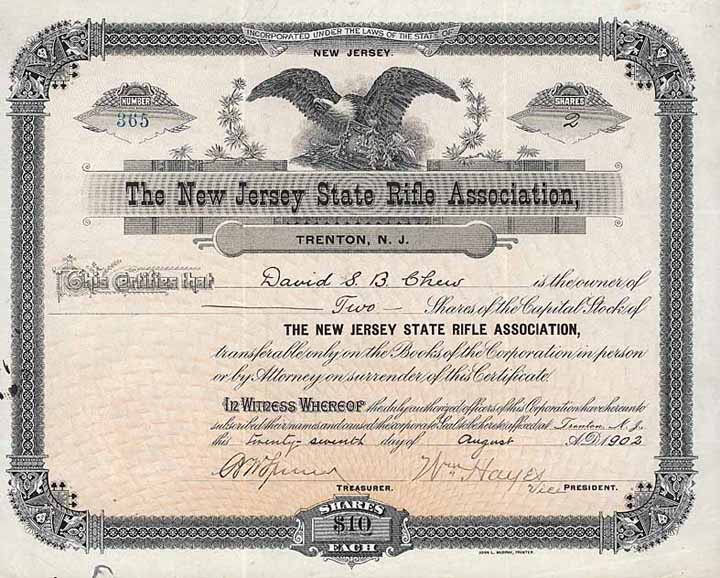 INCORPORATED UNDER THE LAWS OF THE STATE OF
NEW JERSEY.
NUMBER
365
SHARES
2
The New Jersey State Rifle Association,
TRENTON, N. J.
This Certifies that David S. B. Chew is the owner of
Two Shares of the Capital Stock of
THE NEW JERSEY STATE RIFLE ASSOCIATION,
transferable only on the Books of the Corporation in person
or by Attorney on surrender of this Certificate.
IN WITNESS WHEREOF the duly authorized officers of this Corporation have hereunto
subscribed their names and caused the corporate Seal to be hereto affixed at Trenton, N. J.
this twenty-seventh day of August A.D. 1902
Wm Hayes
TREASURER. Vice PRESIDENT.
SHARES
$10
EACH
JOHN L. MURPHY, PRINTER.